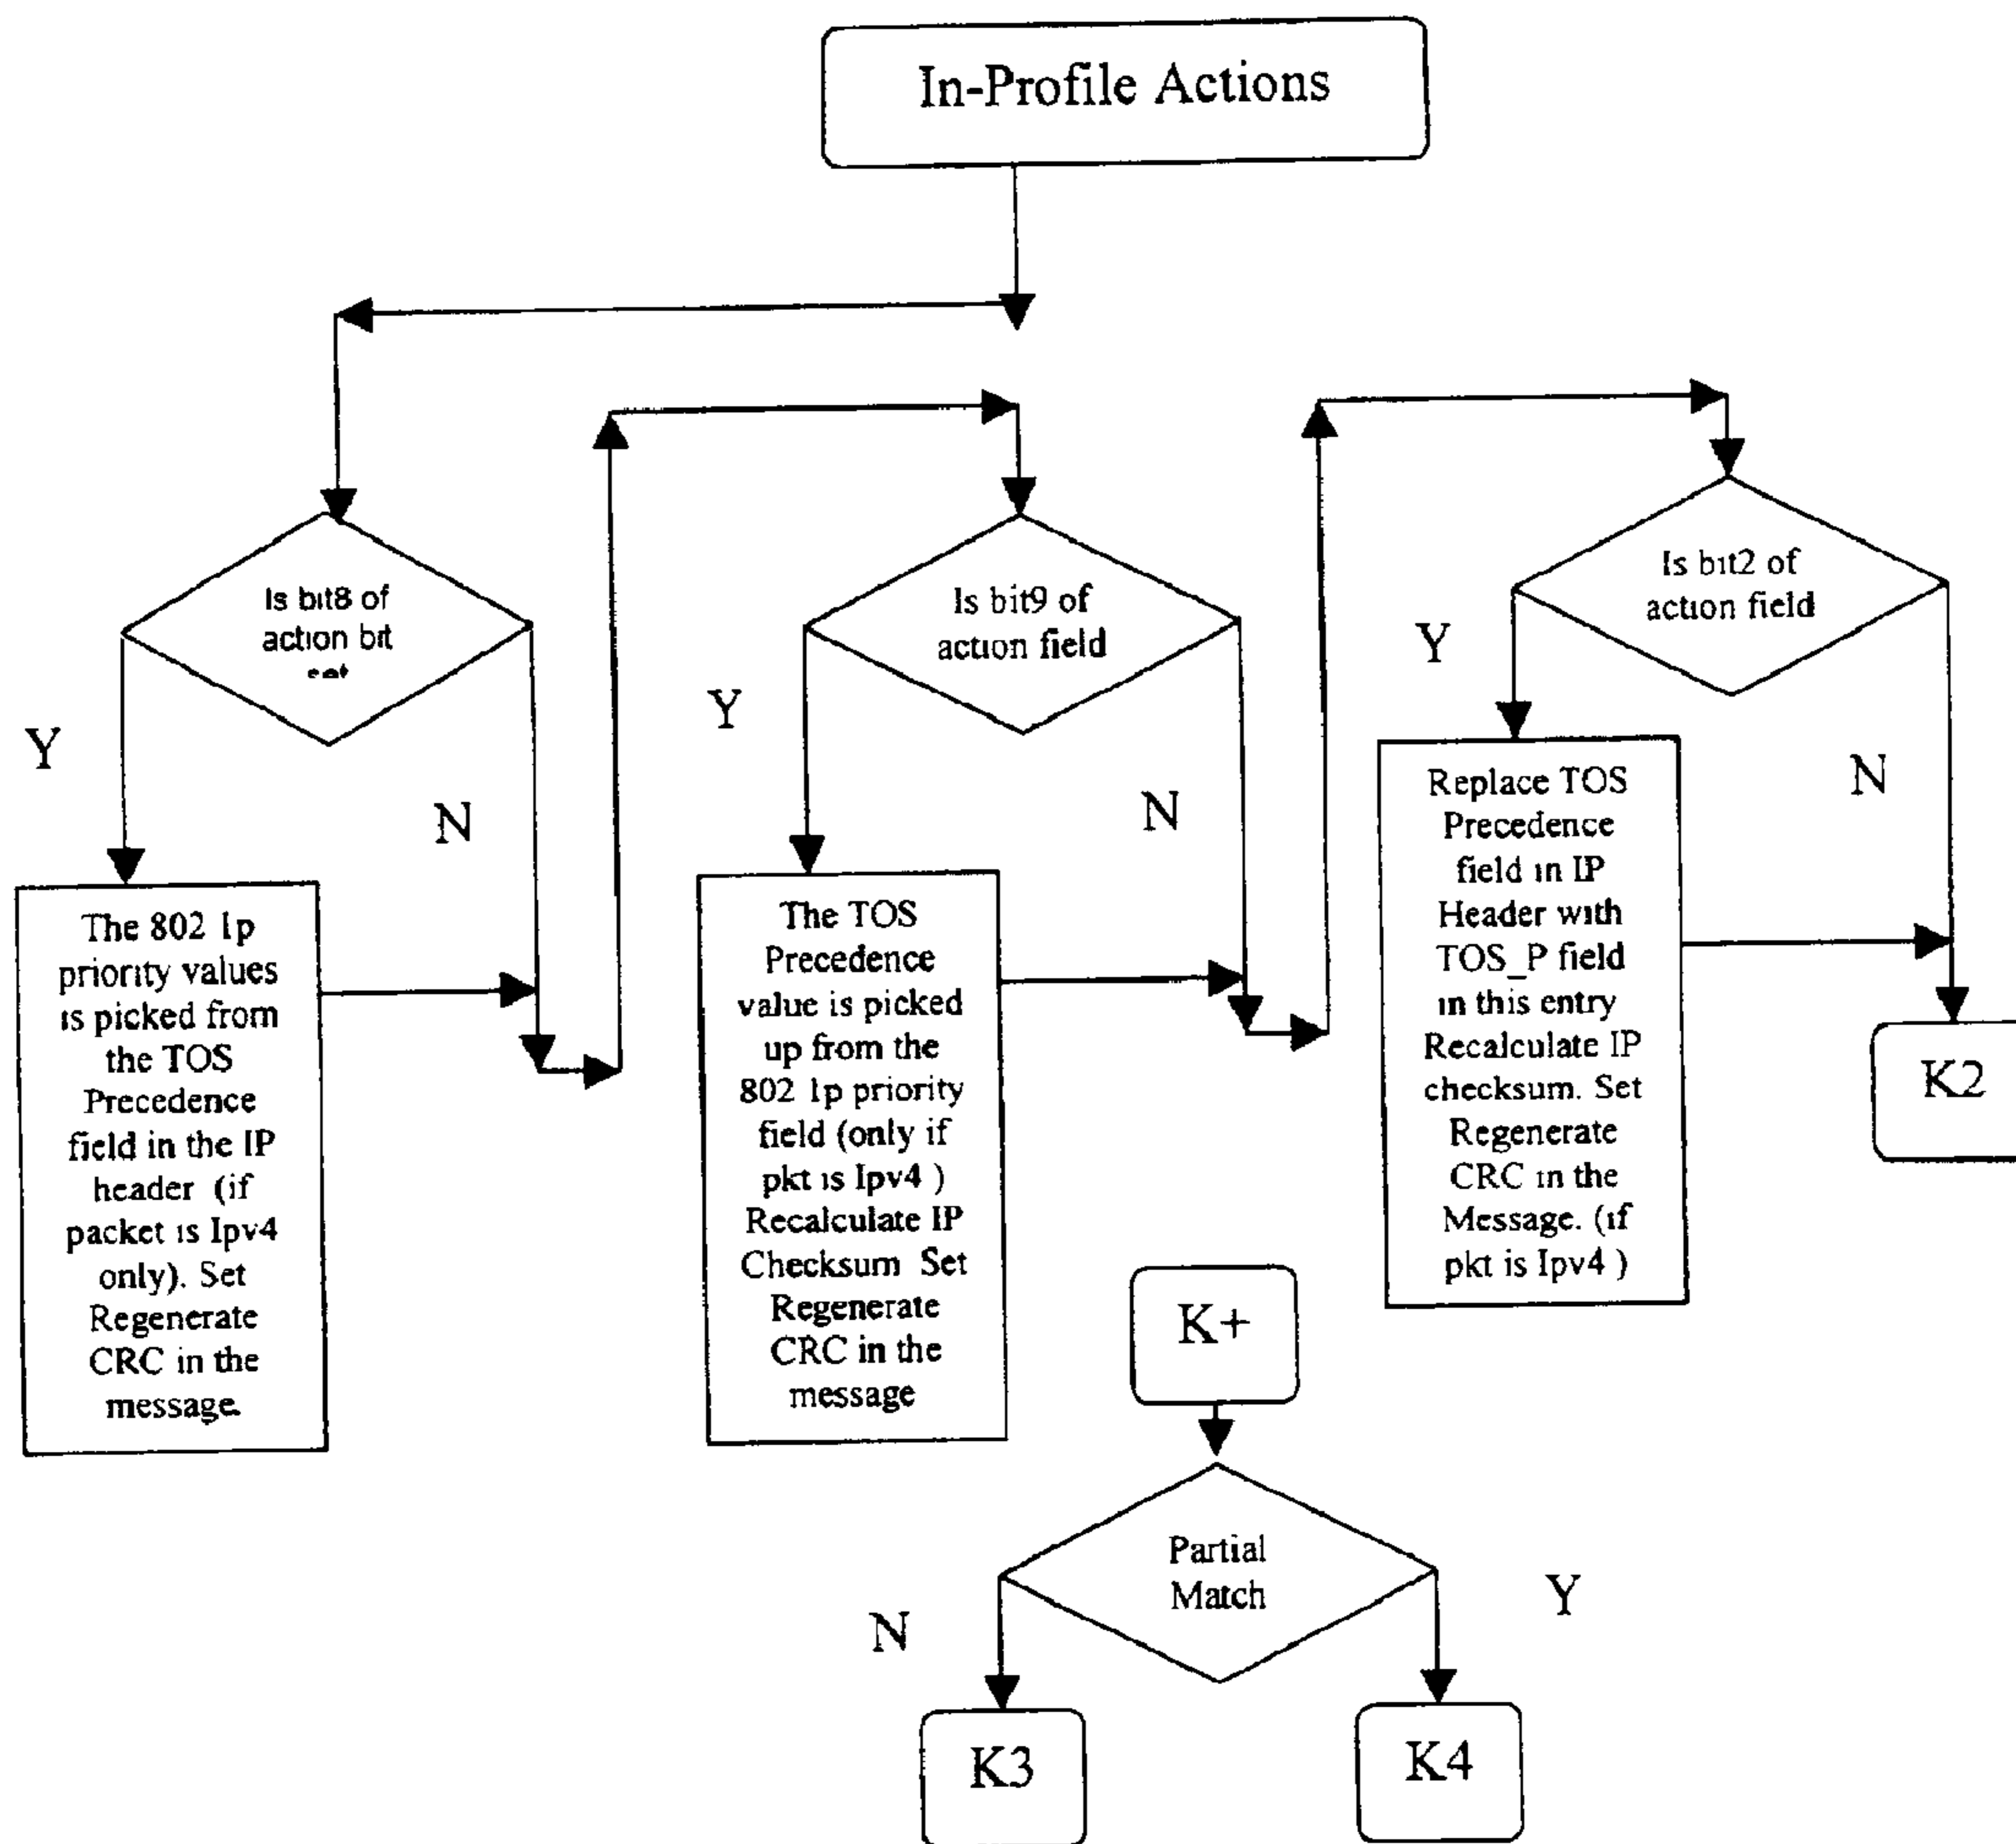 In-Profile Actions
Is bit8 of
action bit
set
Y
N
The 802 1p
priority values
is picked from
the TOS
Precedence
field in the IP
header (if
packet is Ipv4
only). Set
Regenerate
CRC in the
message.
Is bit9 of
action field
Y
N
The TOS
Precedence
value is picked
up from the
802 1p priority
field (only if
pkt is Ipv4 )
Recalculate IP
Checksum Set
Regenerate
CRC in the
message
Is bit2 of
action field
Y
N
Replace TOS
Precedence
field in IP
Header with
TOS_P field
in this entry
Recalculate IP
checksum. Set
Regenerate
CRC in the
Message. (if
pkt is Ipv4 )
K2
K+
Partial
Match
N
Y
K3
K4